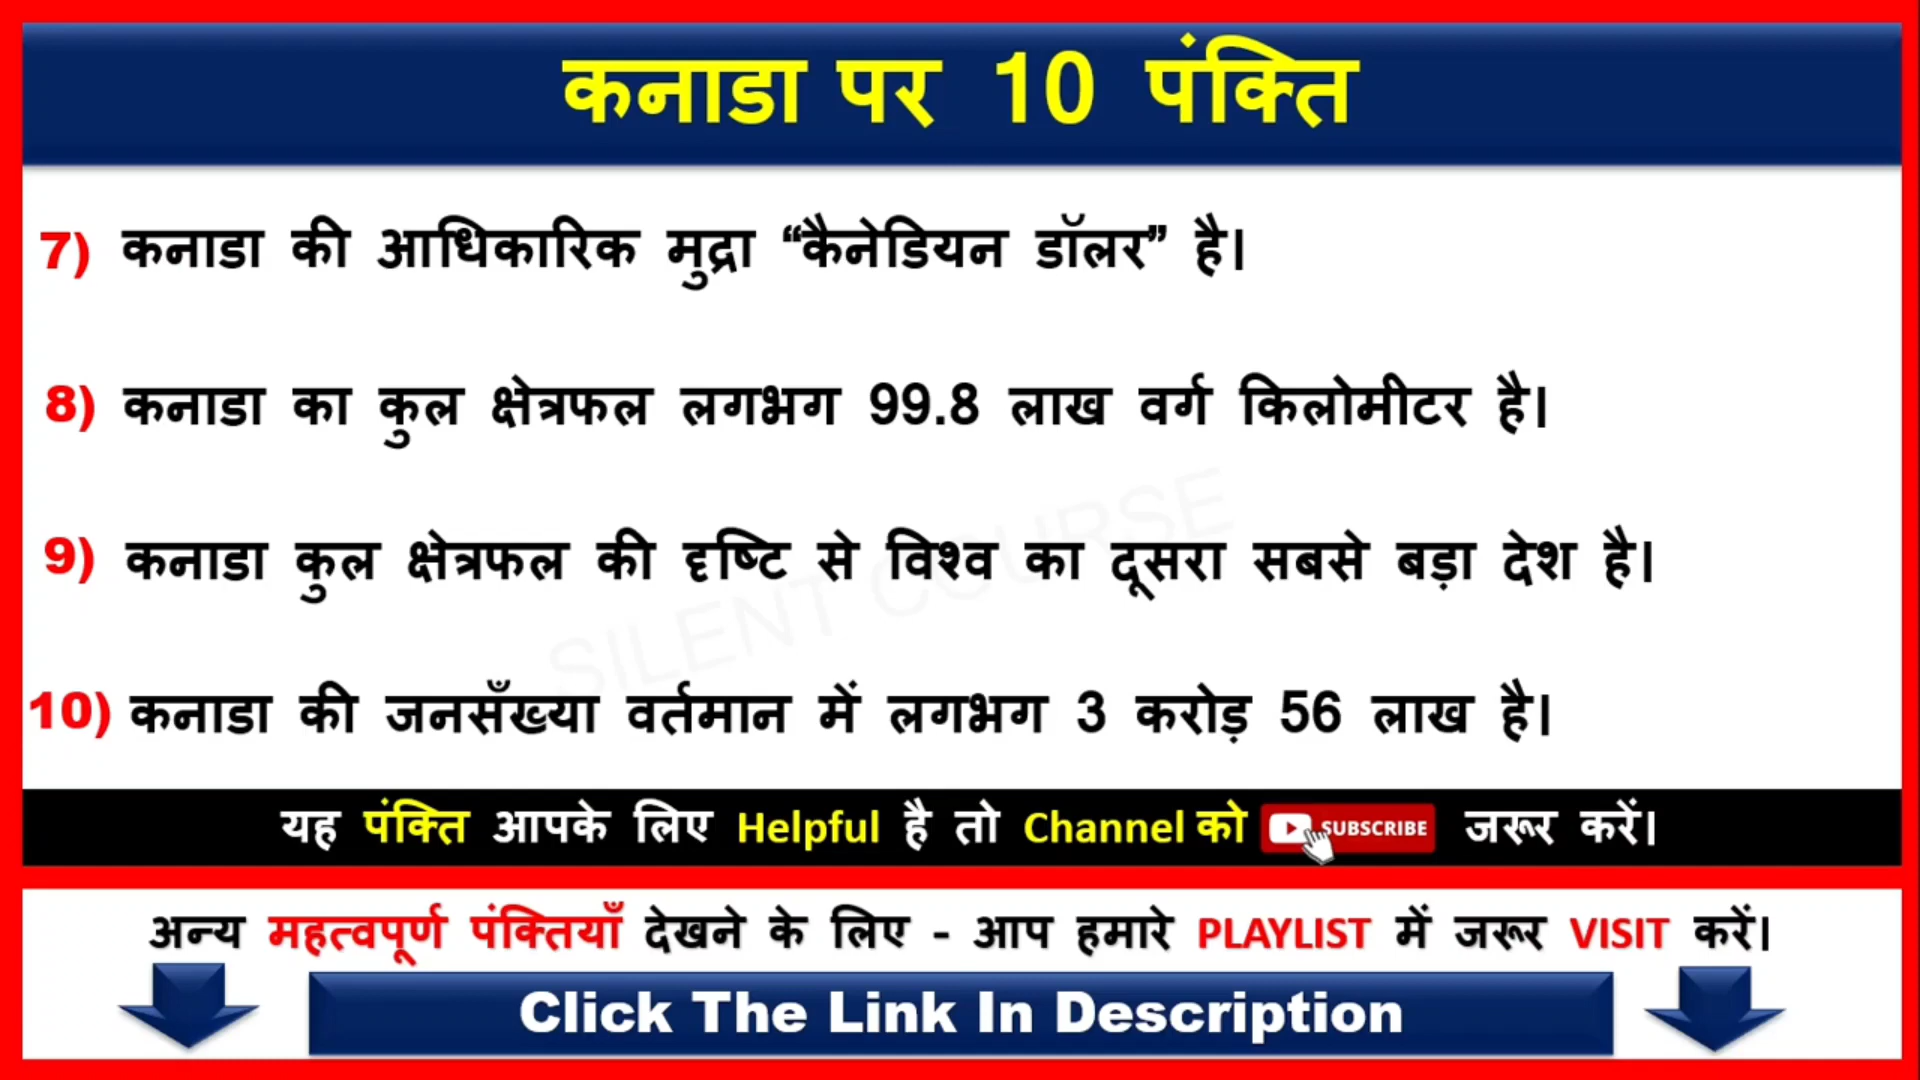 कनाडा पर 10 पंक्ति
7) कनाडा की आधिकारिक मुद्रा “कैनेडियन डॉलर” है।
8) कनाडा का कुल क्षेत्रफल लगभग 99.8 लाख वर्ग किलोमीटर है।
9) कनाडा कुल क्षेत्रफल की दृष्टि से विश्व का दूसरा सबसे बड़ा देश है।
SILENT COURSE
10) कनाडा की जनसँख्या वर्तमान में लगभग 3 करोड़ 56 लाख है।
यह पंक्ति आपके लिए Helpful है तो Channel को SUBSCRIBE जरूर करें।
अन्य महत्वपूर्ण पंक्तियाँ देखने के लिए - आप हमारे PLAYLIST में जरूर VISIT करें।
Click The Link In Description